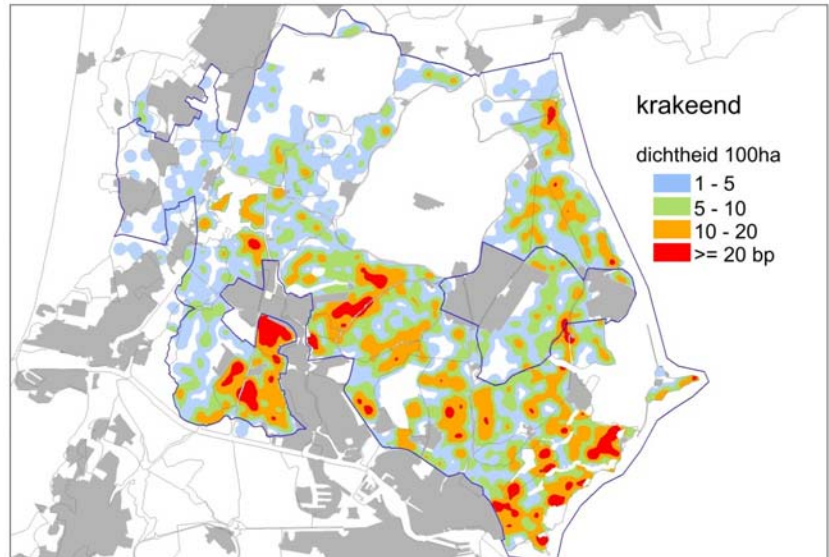 krakeend
dichtheid 100ha
1 - 5
5 - 10
10 - 20
>= 20 bp